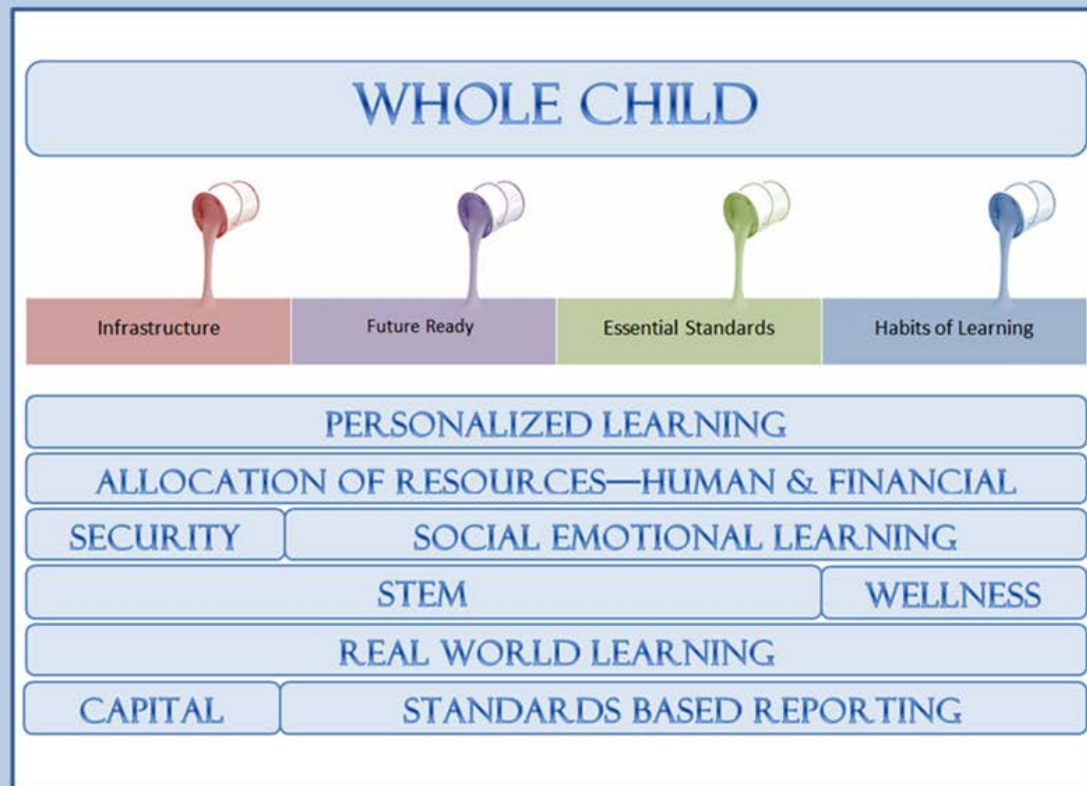 WHOLE CHILD
Infrastructure
Future Ready
Essential Standards
Habits of Learning
PERSONALIZED LEARNING
ALLOCATION OF RESOURCES—HUMAN & FINANCIAL
SECURITY
SOCIAL EMOTIONAL LEARNING
STEM
WELLNESS
REAL WORLD LEARNING
CAPITAL
STANDARDS BASED REPORTING